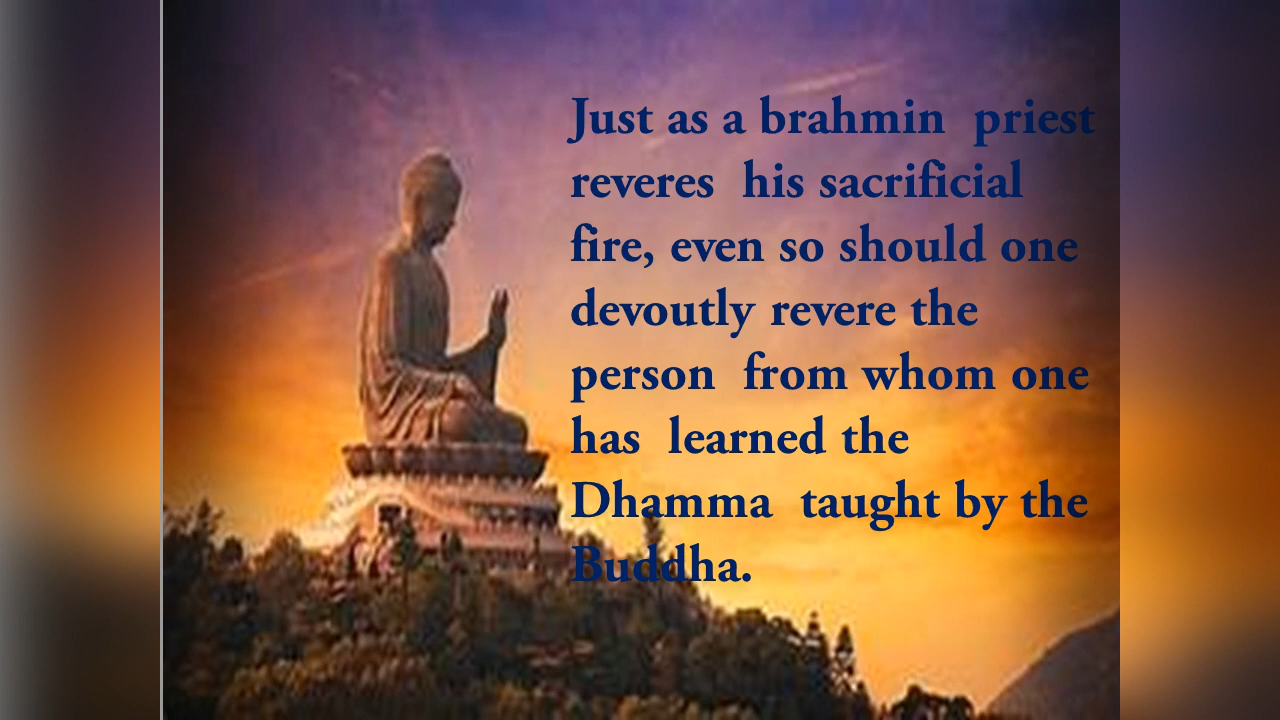 Just as a brahmin priest
reveres his sacrificial
fire, even so should one
devoutly revere the
person from whom one
has learned the
Dhamma taught by the
Buddha.